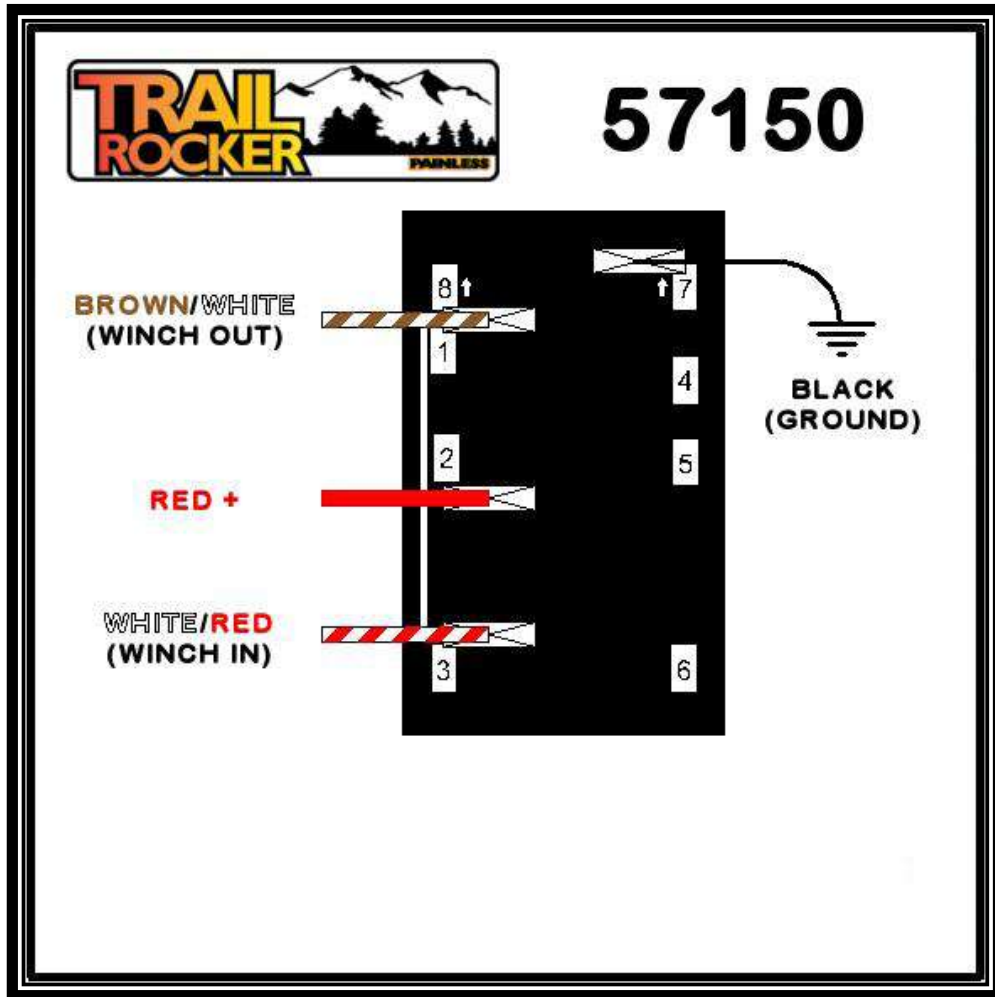 TRAIL
ROCKER
PAINLESS
57150
BROWN/WHITE
(WINCH OUT)
8
7
1
4
BLACK
(GROUND)
2
5
RED +
WHITE/RED
(WINCH IN)
3
6